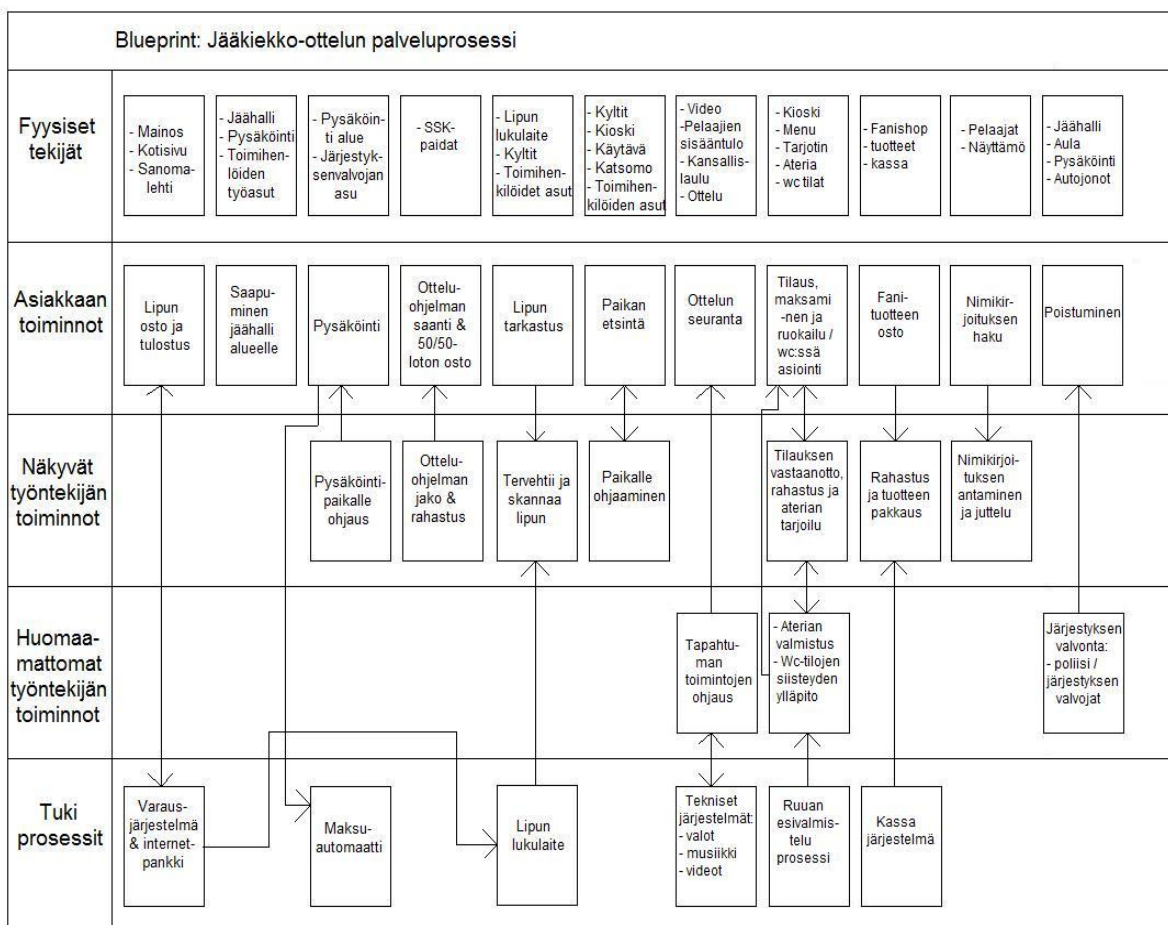 Blueprint: Jääkiekko-ottelun palveluprosessi
Fyysiset
tekijät
- Mainos
- Kotisivu
- Sanoma-
lehti
- Jäähalli
- Pysäköinti
- Toimihen-
löiden
työasut
- Pysäköin-
ti alue
- Järjestyk-
senvalvojan
asu
- SSK-
paidat
- Lipun
lukulaite
- Kyltit
- Toimihen-
kilöidet asut
- Kyltit
- Kioski
- Käytävä
- Katsomo
- Toimihen-
kilöiden asut
- Video
-Pelaajien
sisääntulo
- Kansallis-
laulu
- Ottelu
- Kioski
- Menu
- Tarjotin
- Ateria
- wc tilat
- Fanishop
- tuotteet
- kassa
- Pelaajat
- Näyttämö
- Jäähalli
- Aula
- Pysäköinti
- Autojonot
Asiakkaan
toiminnot
Lipun
osto ja
tulostus
Saapu-
minen
jäähalli
alueelle
Pysäköinti
Ottelu-
ohjelman
saanti &
50/50-
loton osto
Lipun
tarkastus
Paikan
etsintä
Ottelun
seuranta
Tilaus,
maksami
-nen ja
ruokailu /
wc:ssä
asiointi
Fani-
tuotteen
osto
Nimikir-
joituksen
haku
Poistuminen
Näkyvät
työntekijän
toiminnot
Pysäköinti-
paikalle
ohjaus
Ottelu-
ohjelman
jako &
rahastus
Tervehtii ja
skannaa
lipun
Paikalle
ohjaaminen
Tilauksen
vastaanotto,
rahastus ja
aterian
tarjoilu
Rahastus
ja tuotteen
pakkaus
Nimikirjoi-
tuksen
antaminen
ja juttelu
Huomaa-
mattomat
työntekijän
toiminnot
Tapahtu-
man
toimintojen
ohjaus
- Aterian
valmistus
- Wc-tilojen
siisteyden
ylläpito
Järjestyksen
valvonta:
- poliisi /
järjestyksen
valvojat
Tuki
prosessit
Varaus-
järjestelmä
& internet-
pankki
Maksu-
automaatti
Lipun
lukulaite
Tekniset
järjestelmät:
- valot
- musiikki
- videot
Ruuan
esivalmis-
telu
prosessi
Kassa
järjestelmä